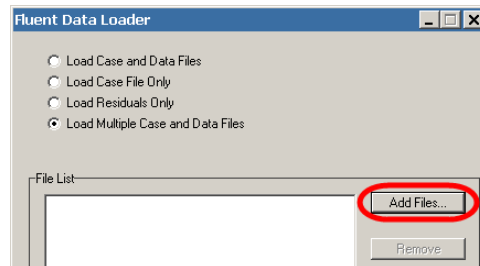 Fluent Data Loader
Load Case and Data Files
Load Case File Only
Load Residuals Only
Load Multiple Case and Data Files
File List
Add Files...
Remove